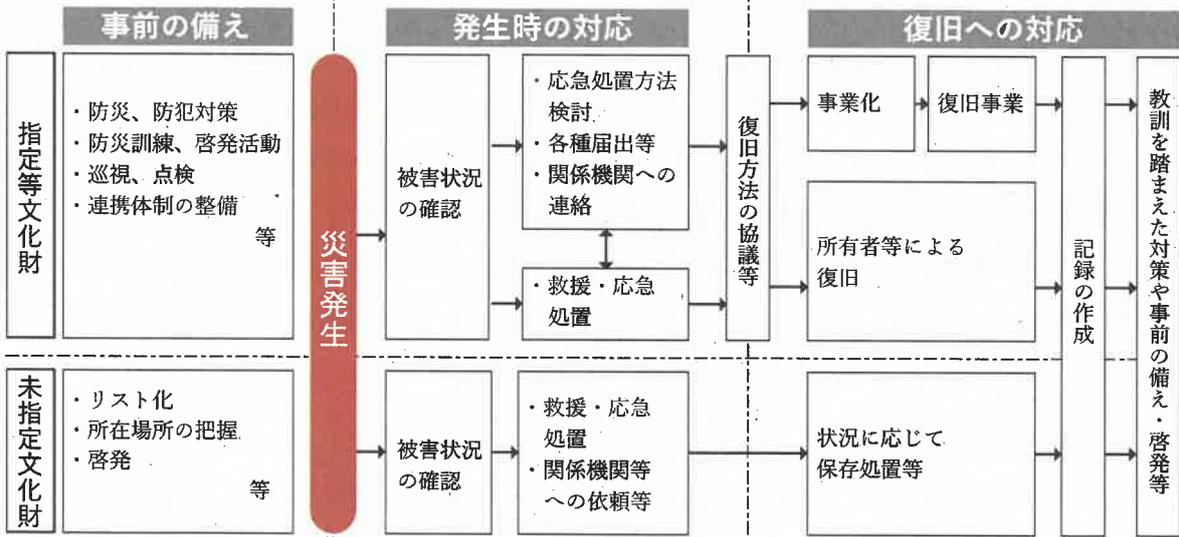 事前の備え
発生時の対応
復旧への対応
指定等文化財
・防災、防犯対策
・防災訓練、啓発活動
・巡視、点検
・連携体制の整備
等
災害発生
被害状況
の確認
・応急処置方法
検討
・各種届出等
・関係機関への
連絡
・救援・応急
処置
復旧方法の協議等
事業化
復旧事業
所有者等による
復旧
記録の作成
教訓を踏まえた対策や事前の備え・啓発等
未指定文化財
・リスト化
・所在場所の把握
・啓発
等
被害状況
の確認
・救援・応急
処置
・関係機関等
への依頼等
状況に応じて
保存処置等